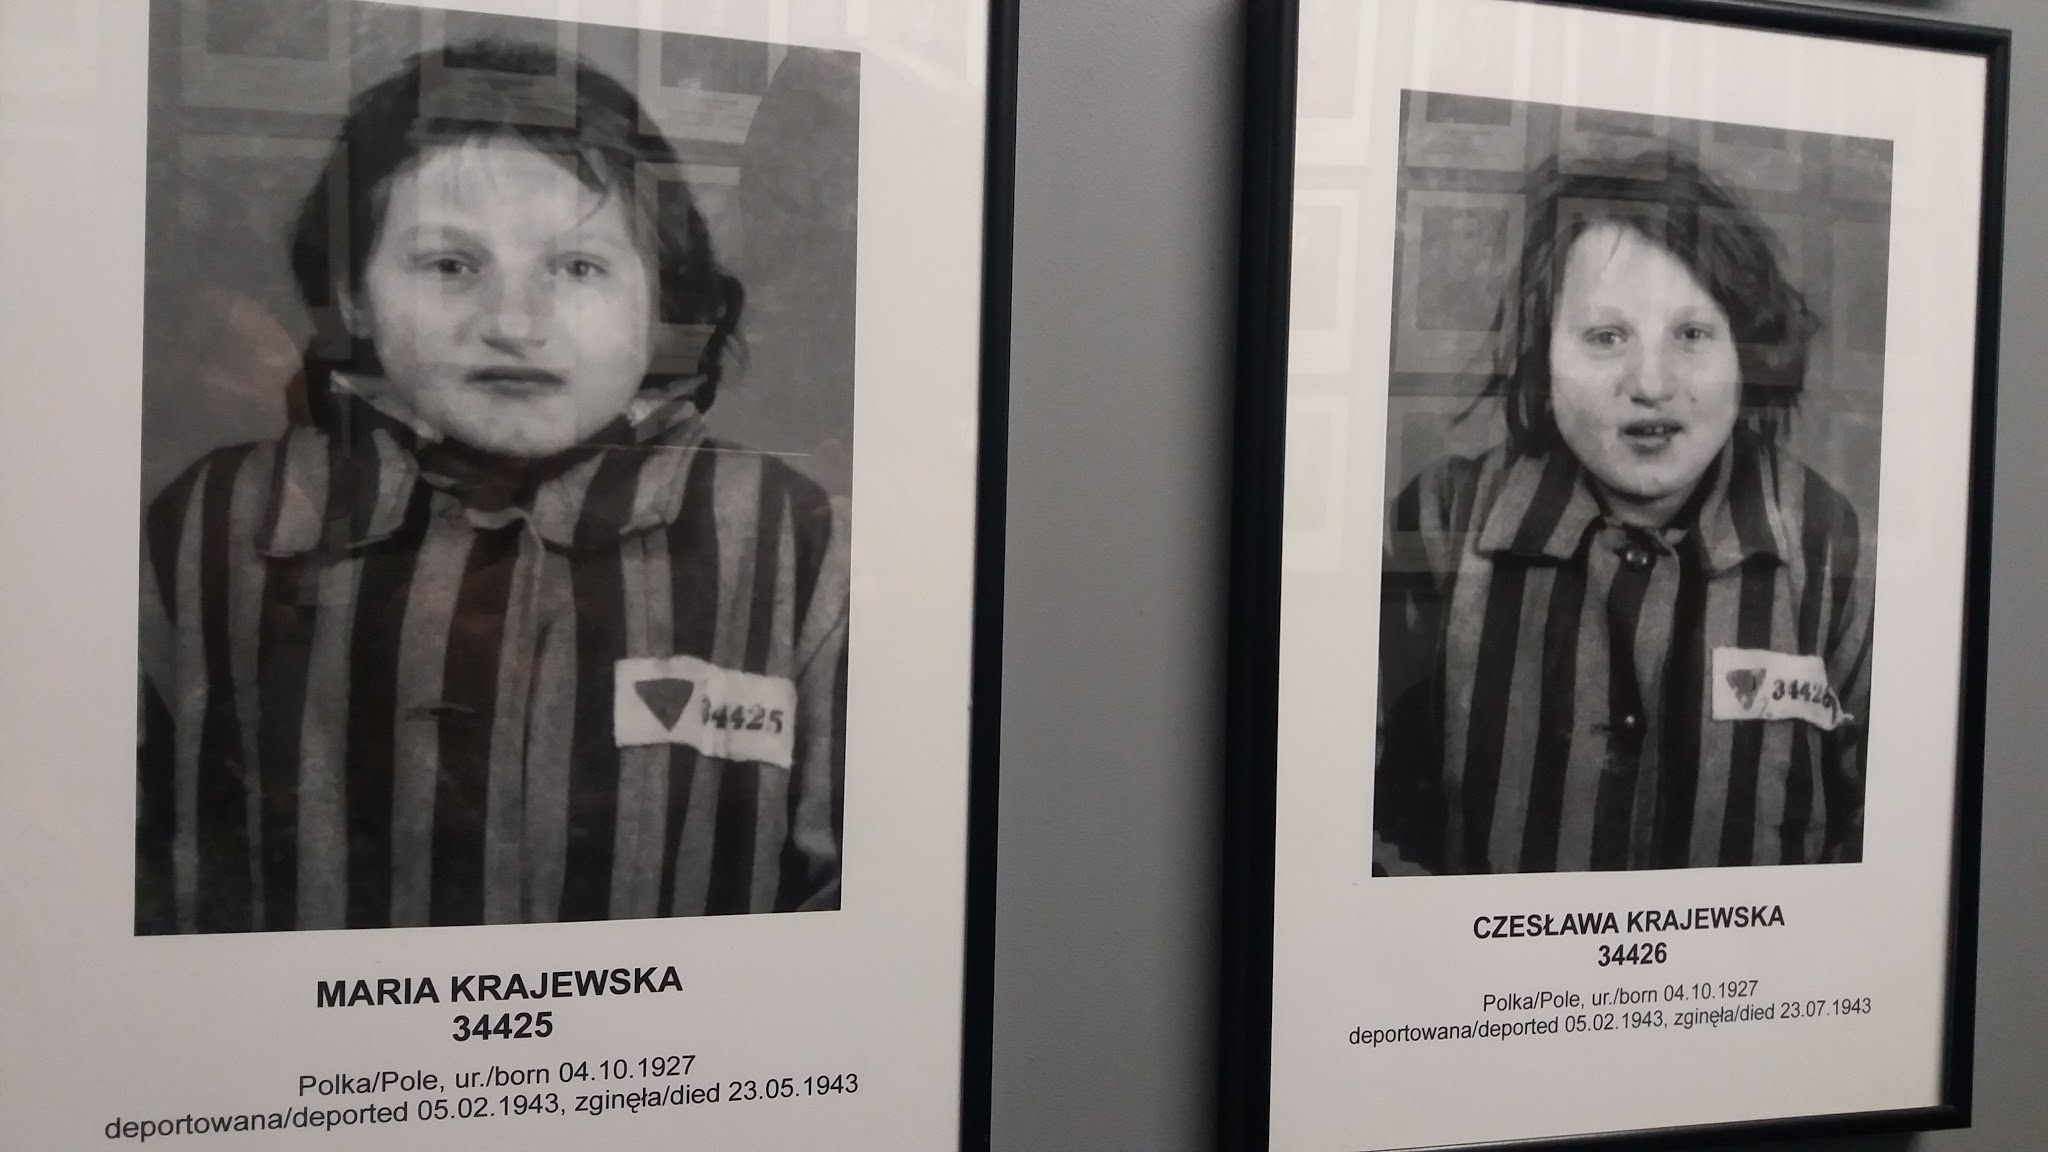 34425
MARIA KRAJEWSKA
34425
Polka/Pole, ur./born 04.10.1927
deportowana/deported 05.02.1943, zginęła/died 23.05.1943
34426
CZESŁAWA KRAJEWSKA
34426
Polka/Pole, ur./born 04.10.1927
deportowana/deported 05.02.1943, zginęła/died 23.07.1943